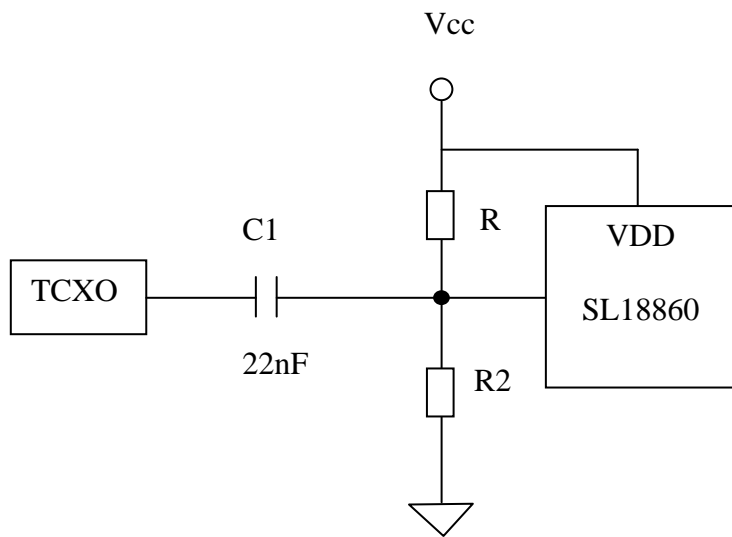 Vcc
C1
R
VDD
TCXO
SL18860
22nF
R2